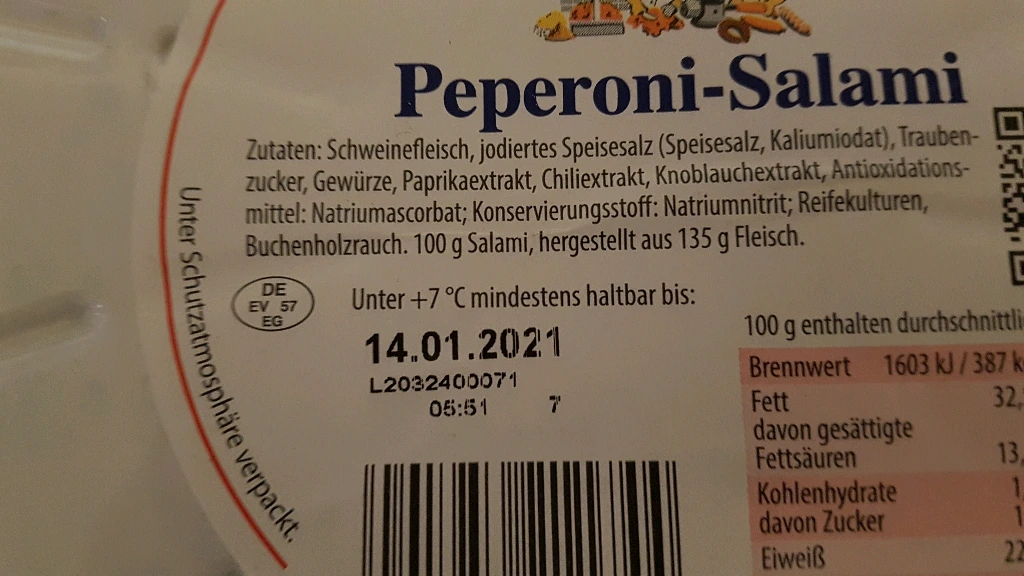 Peperoni-Salami
Zutaten: Schweinefleisch, jodiertes Speisesalz (Speisesalz, Kaliumiodat), Trauben-
zucker, Gewürze, Paprikaextrakt, Chiliextrakt, Knoblauchextrakt, Antioxidations-
mittel: Natriumascorbat; Konservierungsstoff: Natriumnitrit; Reifekulturen,
Buchenholzrauch. 100 g Salami, hergestellt aus 135 g Fleisch.
Unter Schutzatmosphäre verpackt.
DE
EV 57
EG
Unter +7 °C mindestens haltbar bis:
14.01.2021
L2032400071
05:51 7
100 g enthalten durchschnittli
Brennwert 1603 kJ / 387 k
Fett 32,
davon gesättigte
Fettsäuren 13,
Kohlenhydrate 1
davon Zucker 1
Eiweiß 22